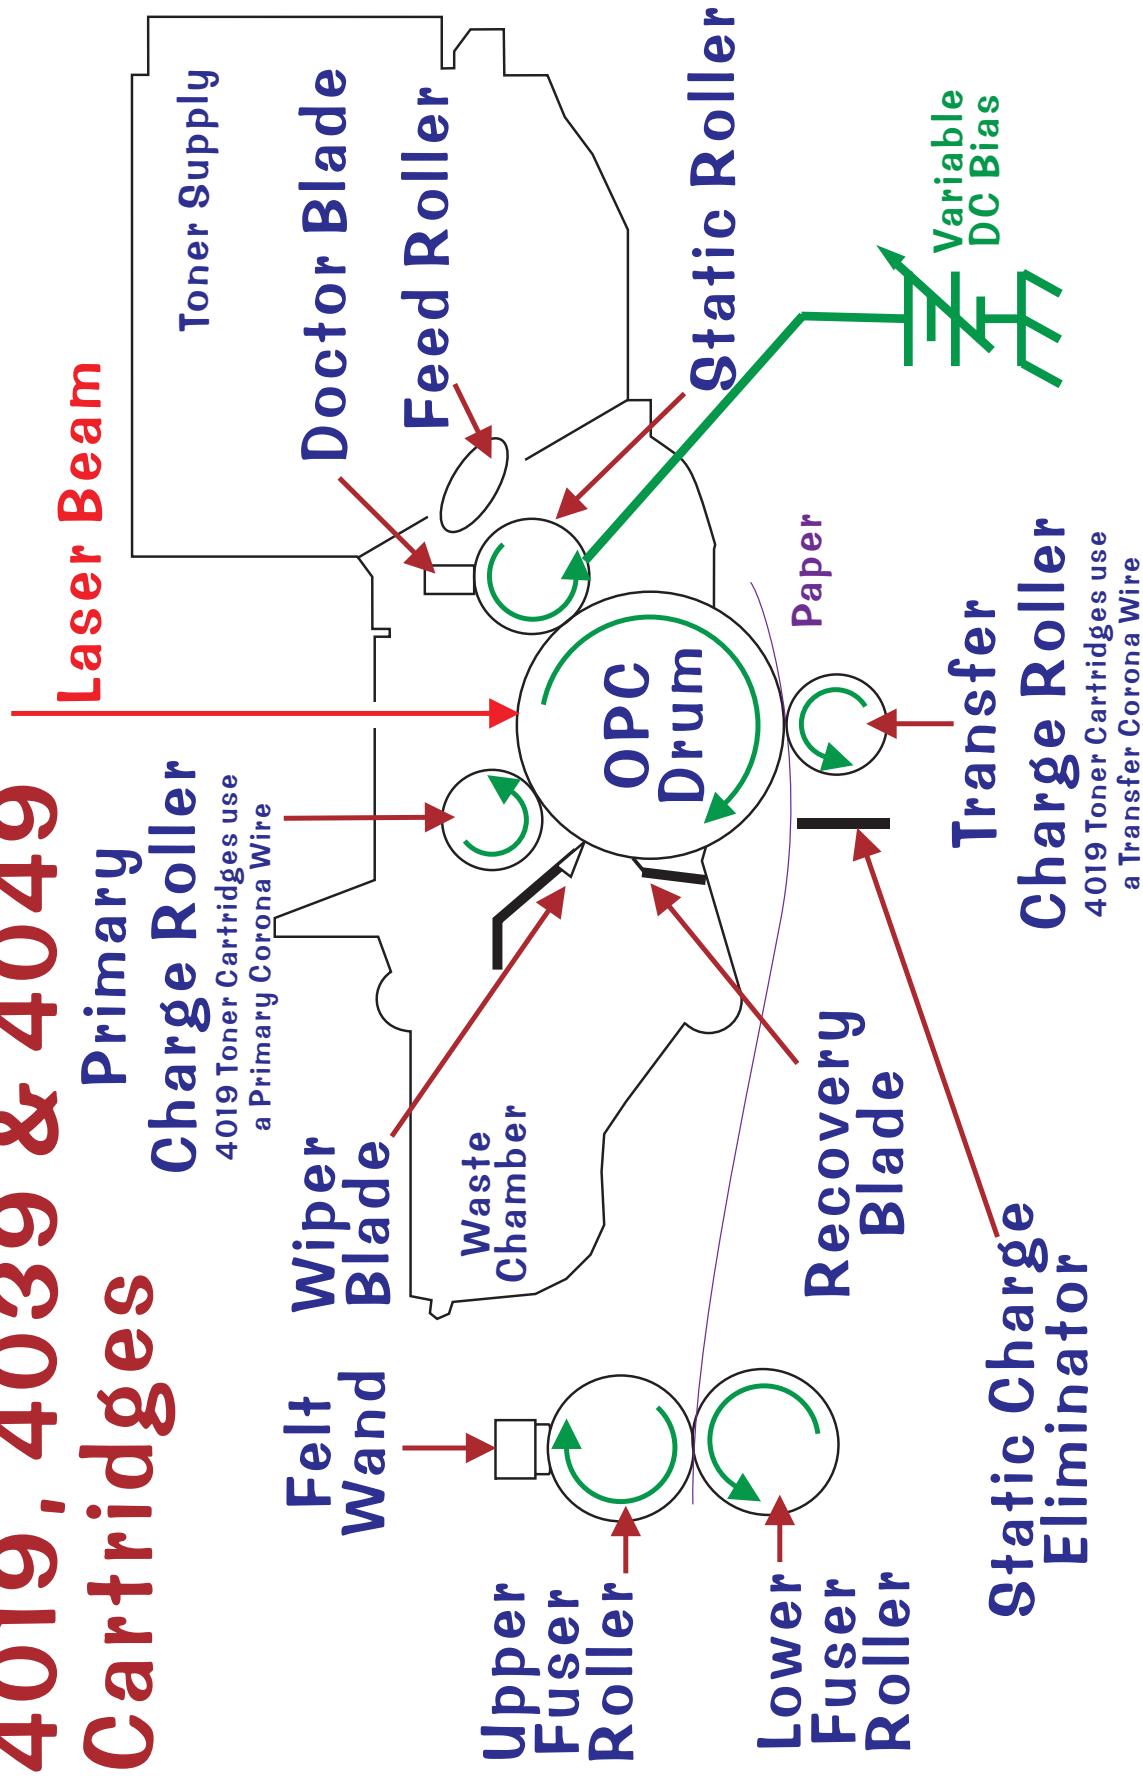 4019, 4039 & 4049
Cartridges
Laser Beam
Primary
Charge Roller
4019 Toner Cartridges use
a Primary Corona Wire
Toner Supply
Doctor Blade
Feed Roller
Static Roller
Variable
DC Bias
Wiper
Blade
Waste
Chamber
OPC
Drum
Paper
Felt
Wand
Recovery
Blade
Transfer
Charge Roller
4019 Toner Cartridges use
a Transfer Corona Wire
Upper
Fuser
Roller
Lower
Fuser
Roller
Static Charge
Eliminator